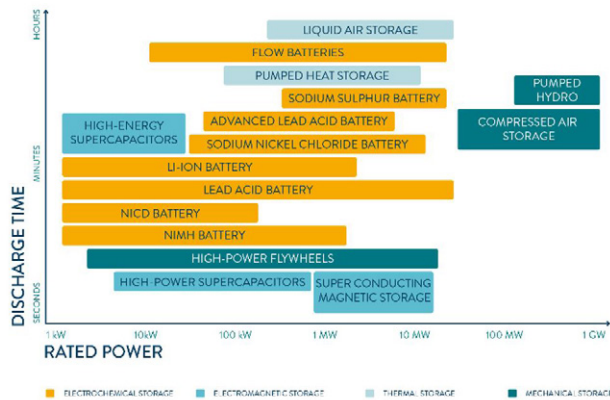 HOURS
LIQUID AIR STORAGE
FLOW BATTERIES
PUMPED HEAT STORAGE
PUMPED
HYDRO
SODIUM SULPHUR BATTERY
HIGH-ENERGY
SUPERCAPACITORS
ADVANCED LEAD ACID BATTERY
COMPRESSED AIR
STORAGE
SODIUM NICKEL CHLORIDE BATTERY
MINUTES
LI-ION BATTERY
LEAD ACID BATTERY
NICD BATTERY
NIMH BATTERY
HIGH-POWER FLYWHEELS
HIGH-POWER SUPERCAPACITORS
SUPER CONDUCTING
MAGNETIC STORAGE
DISCHARGE TIME
SECONDS
1 kW 10kW 100 kW 1 MW 10 MW 100 MW 1 GW
RATED POWER
ELECTROCHEMICAL STORAGE ELECTROMAGNETIC STORAGE THERMAL STORAGE MECHANICAL STORAGE